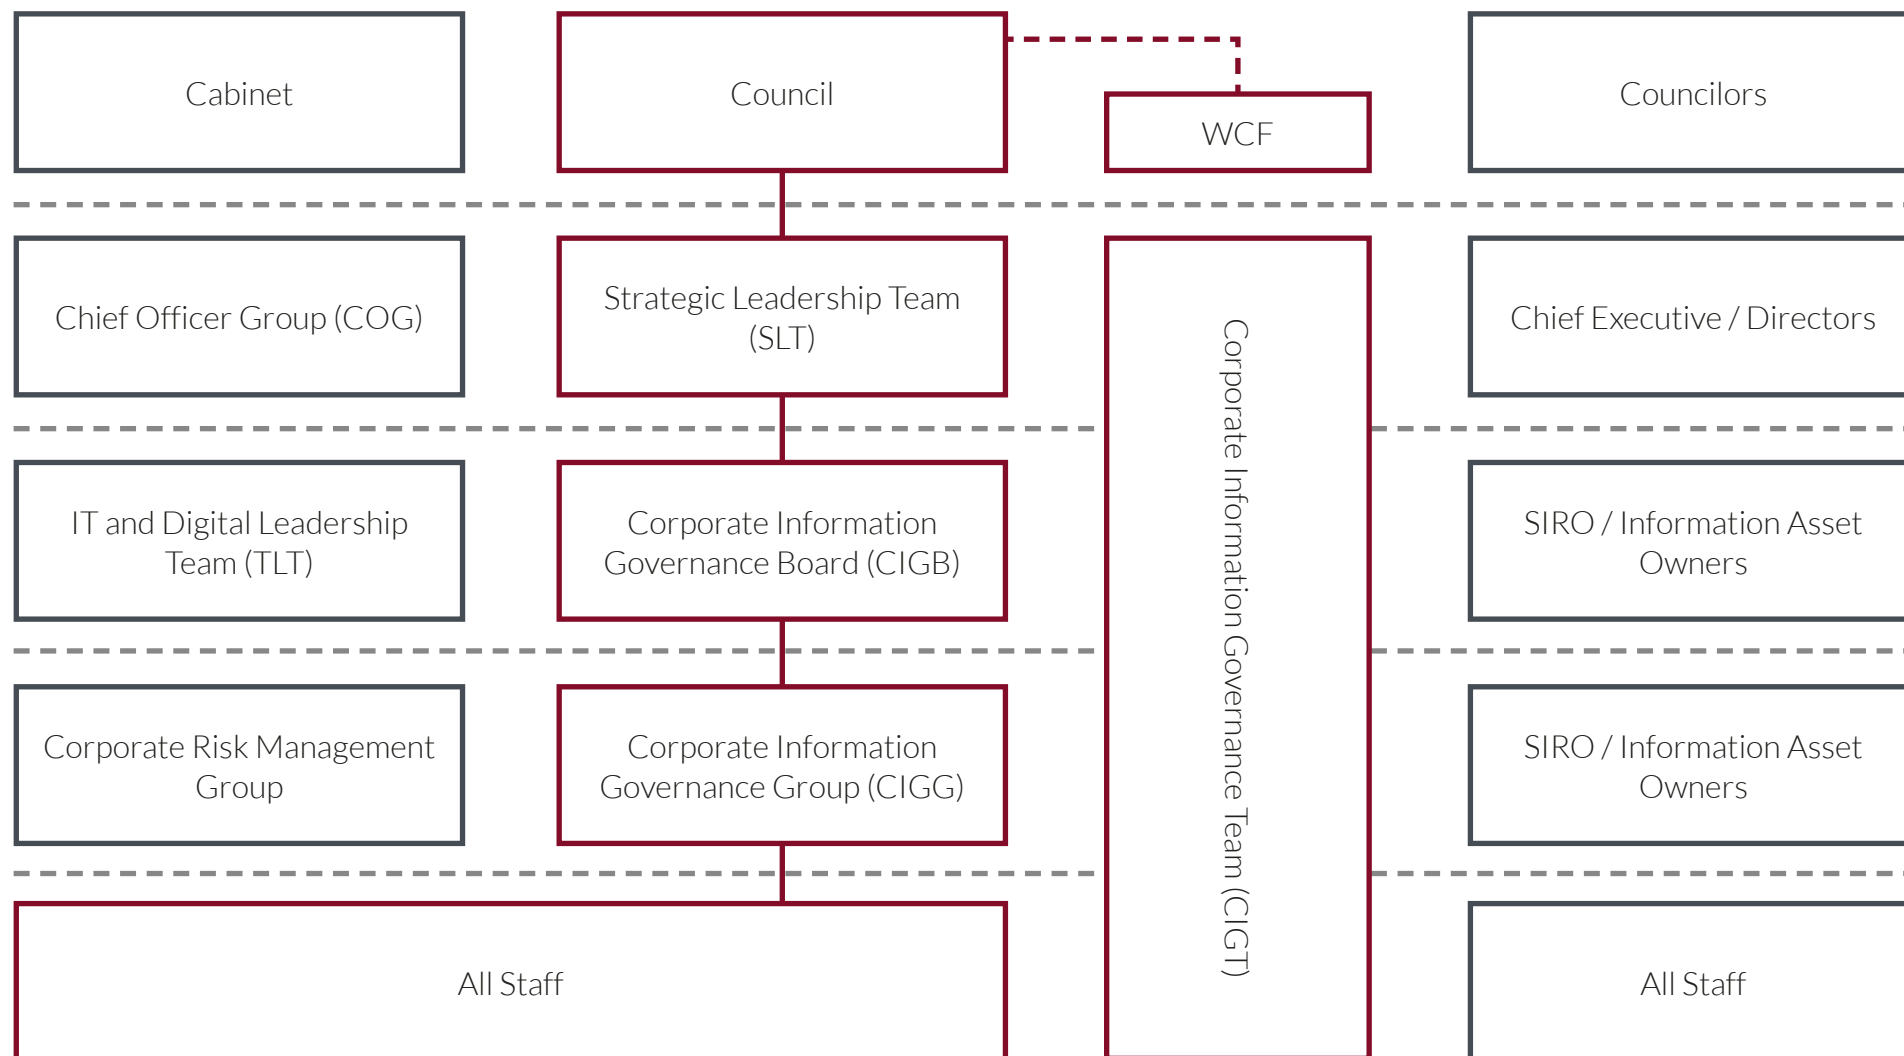 Cabinet
Council
WCF
Councilors
Chief Officer Group (COG)
Strategic Leadership Team
(SLT)
Corporate Information Governance Team (CIGT)
Chief Executive / Directors
IT and Digital Leadership
Team (TLT)
Corporate Information
Governance Board (CIGB)
SIRO / Information Asset
Owners
Corporate Risk Management
Group
Corporate Information
Governance Group (CIGG)
SIRO / Information Asset
Owners
All Staff
All Staff